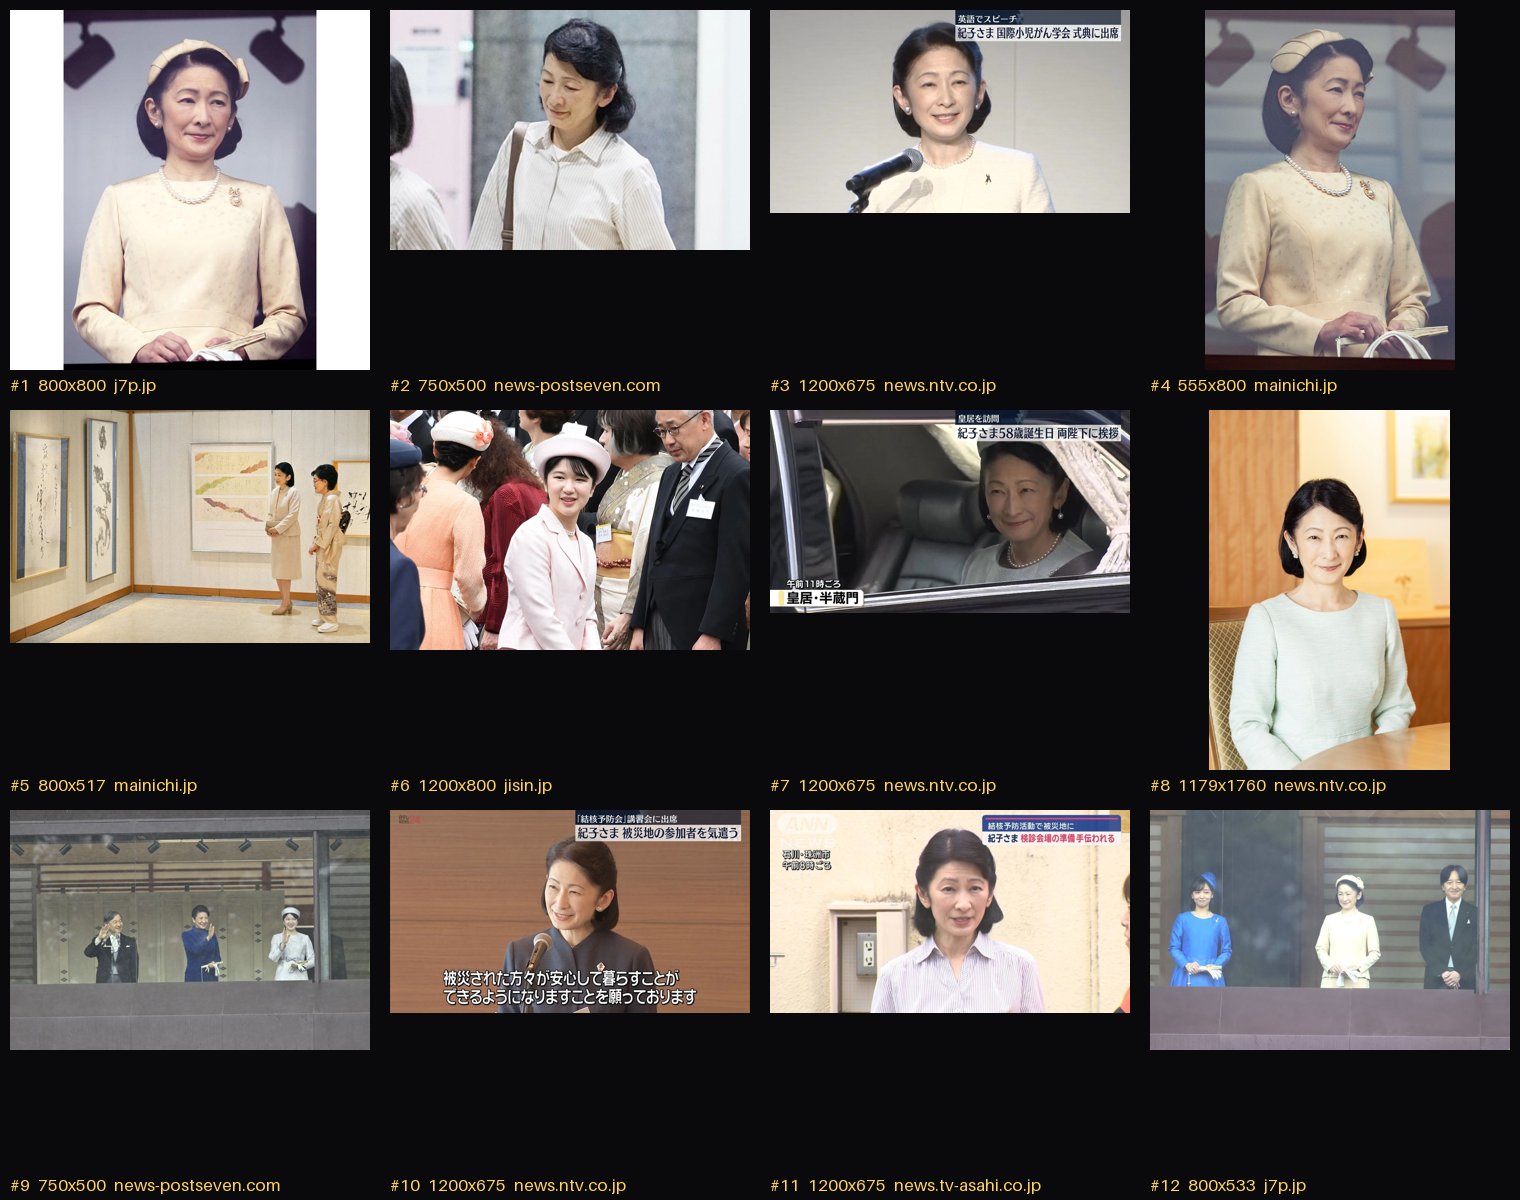 英語でスピーチ
紀子さま 国際小児がん学会 式典に出席
#1 800x800 j7p.jp
#2 750x500 news-postseven.com
#3 1200x675 news.ntv.co.jp
#4 555x800 mainichi.jp
皇居を訪問
紀子さま58歳誕生日 両陛下に挨拶
午前11時ごろ
皇居・半蔵門
#5 800x517 mainichi.jp
#6 1200x800 jisin.jp
#7 1200x675 news.ntv.co.jp
#8 1179x1760 news.ntv.co.jp
「結核予防会」講習会に出席
紀子さま 被災地の参加者を気遣う
被災された方々が安心して暮らすことが
できるようになりますことを願っております
ANN
結核予防活動で被災地に
紀子さま 検診会場の準備手伝われる
石川・珠洲市
午前8時ごろ
#9 750x500 news-postseven.com
#10 1200x675 news.ntv.co.jp
#11 1200x675 news.tv-asahi.co.jp
#12 800x533 j7p.jp